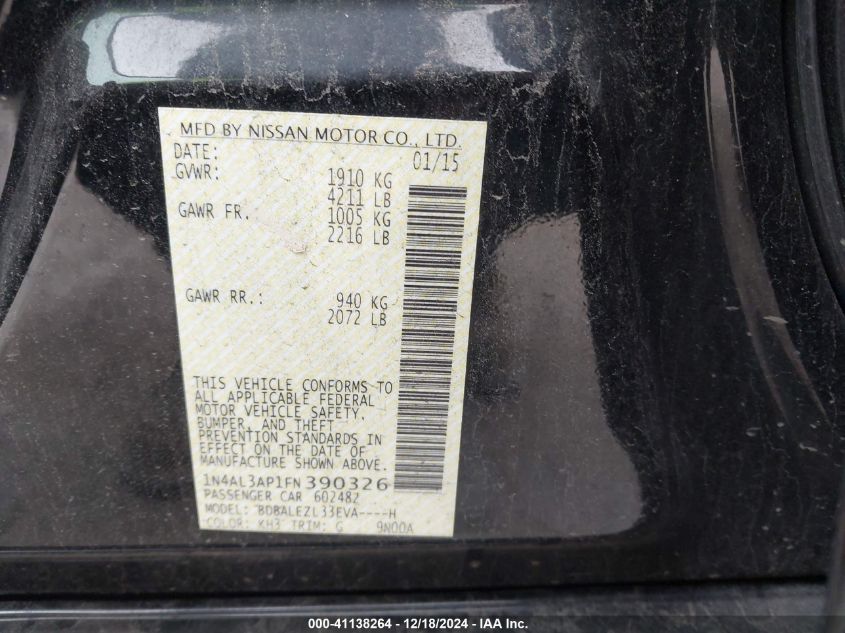 MFD BY NISSAN MOTOR CO., LTD.
DATE: 01/15
GVWR: 1910 KG
4211 LB
GAWR FR. 1005 KG
2216 LB
GAWR RR.: 940 KG
2072 LB
THIS VEHICLE CONFORMS TO
ALL APPLICABLE FEDERAL
MOTOR VEHICLE SAFETY,
BUMPER, AND THEFT
PREVENTION STANDARDS IN
EFFECT ON THE DATE OF
MANUFACTURE SHOWN ABOVE.
1N4AL3AP1FN390326
PASSENGER CAR 602482
MODEL: BDBALEZL33EVA----H
COLOR: KH3 TRIM: G 9N00A
000-41138264 - 12/18/2024 - IAA Inc.